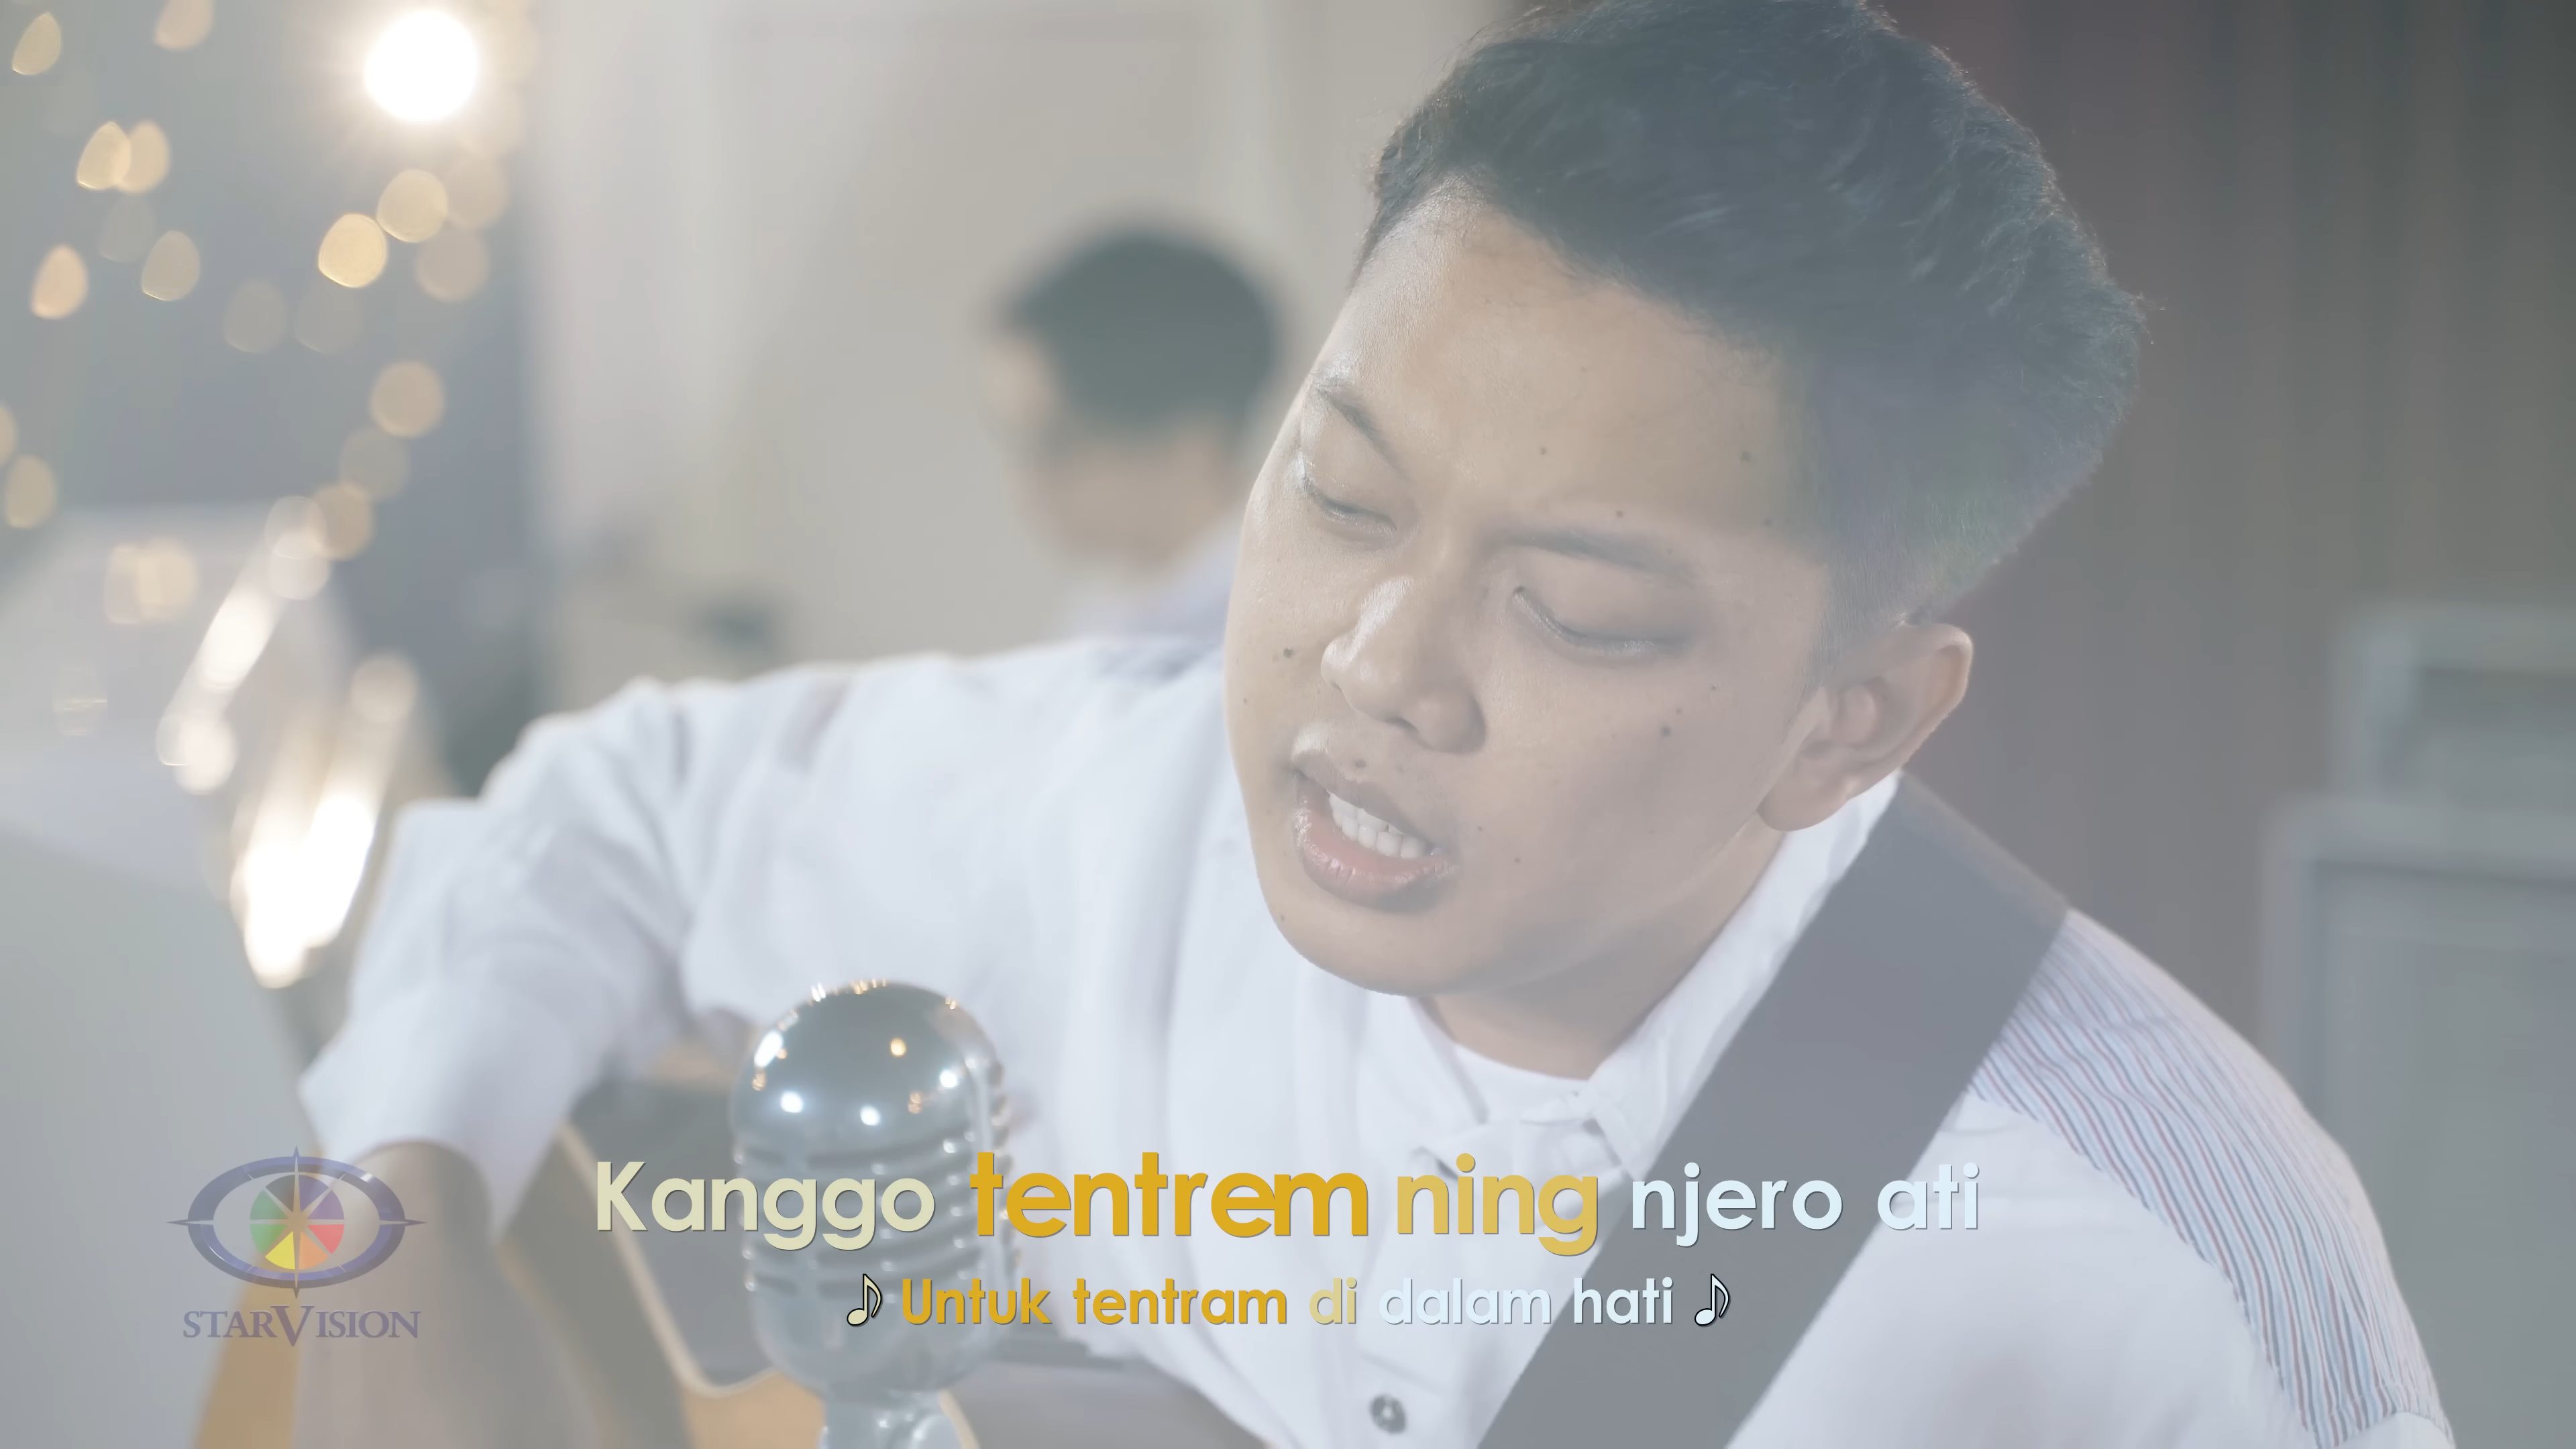 Kanggo tentrem ning njero ati
♪ Untuk tentram di dalam hati ♪
STARVISION